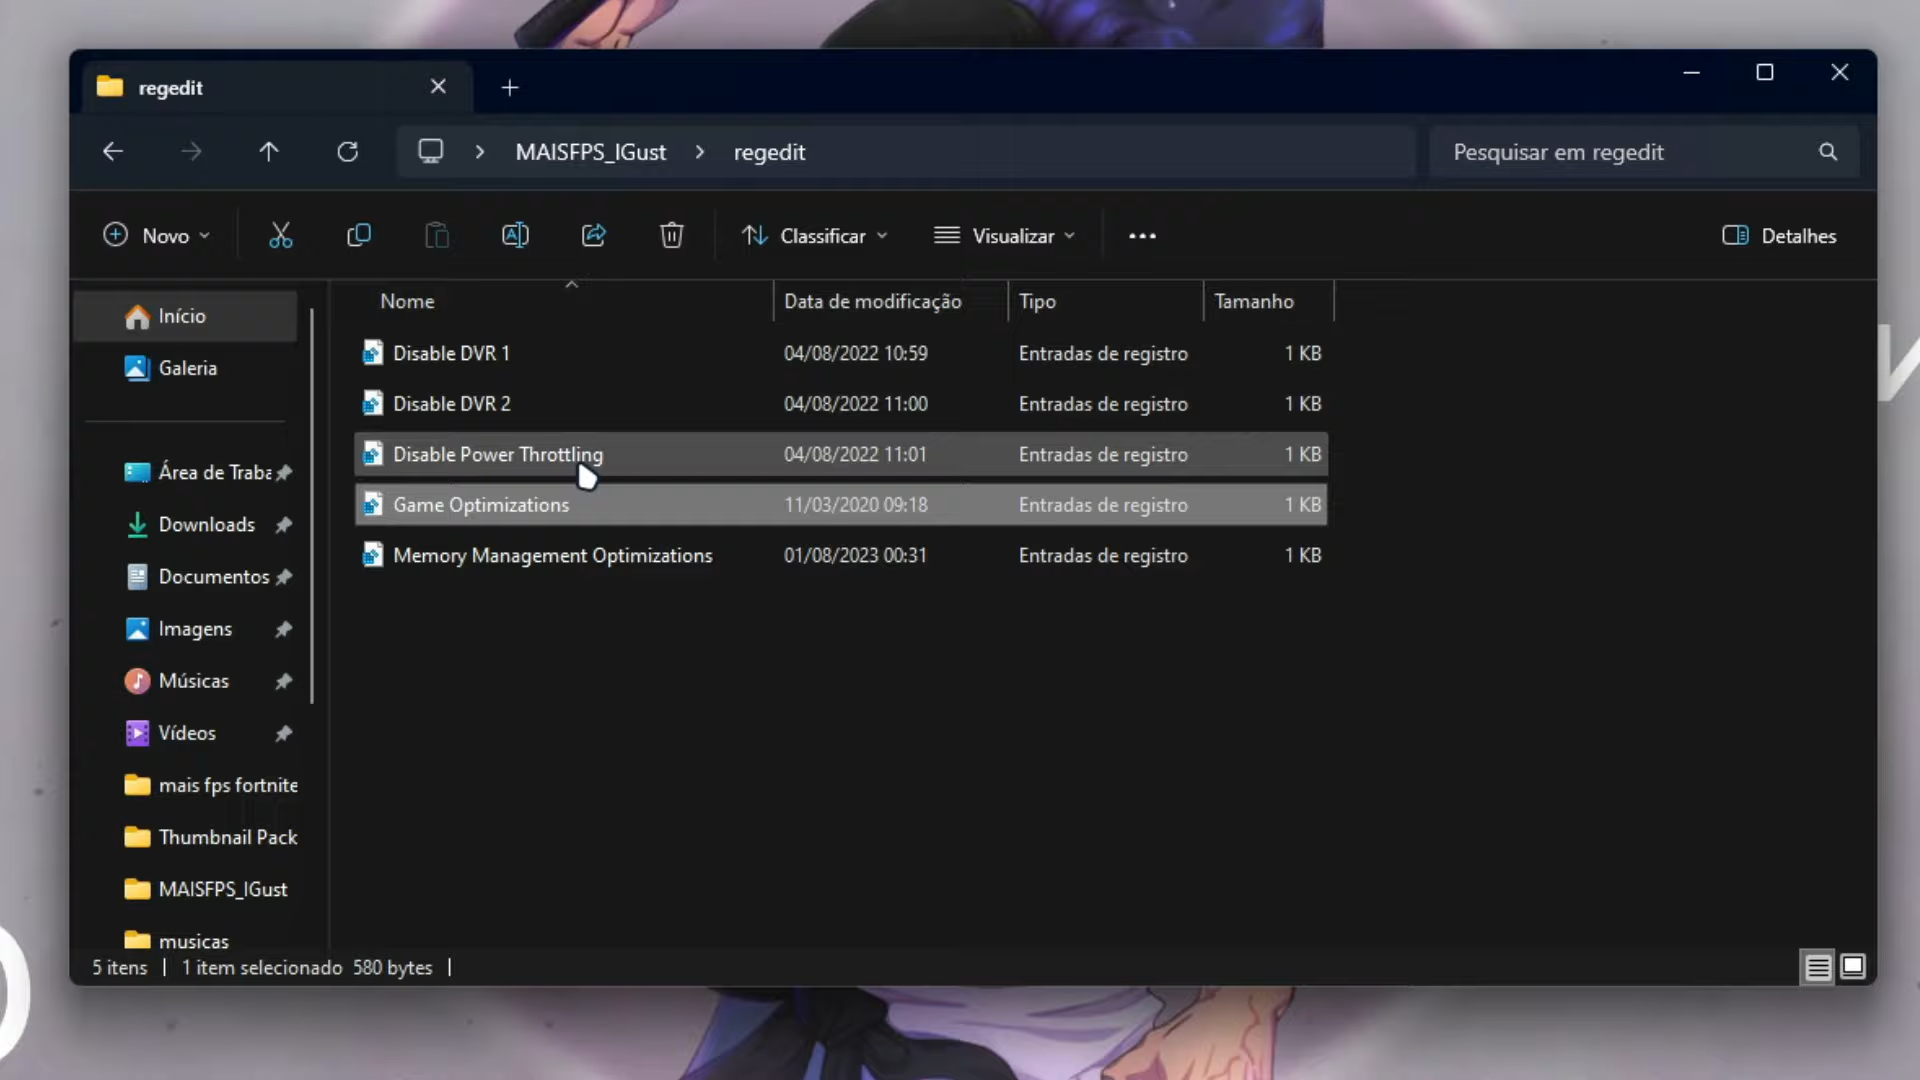 regedit
MAISFPS_IGust > regedit
Pesquisar em regedit
Novo
Classificar
Visualizar
Detalhes
Nome
Data de modificação
Tipo
Tamanho
Disable DVR 1 04/08/2022 10:59 Entradas de registro 1 KB
Disable DVR 2 04/08/2022 11:00 Entradas de registro 1 KB
Disable Power Throttling 04/08/2022 11:01 Entradas de registro 1 KB
Game Optimizations 11/03/2020 09:18 Entradas de registro 1 KB
Memory Management Optimizations 01/08/2023 00:31 Entradas de registro 1 KB
Início
Galeria
Área de Traba
Downloads
Documentos
Imagens
Músicas
Vídeos
mais fps fortnite
Thumbnail Pack
MAISFPS_IGust
musicas
5 itens | 1 item selecionado 580 bytes |